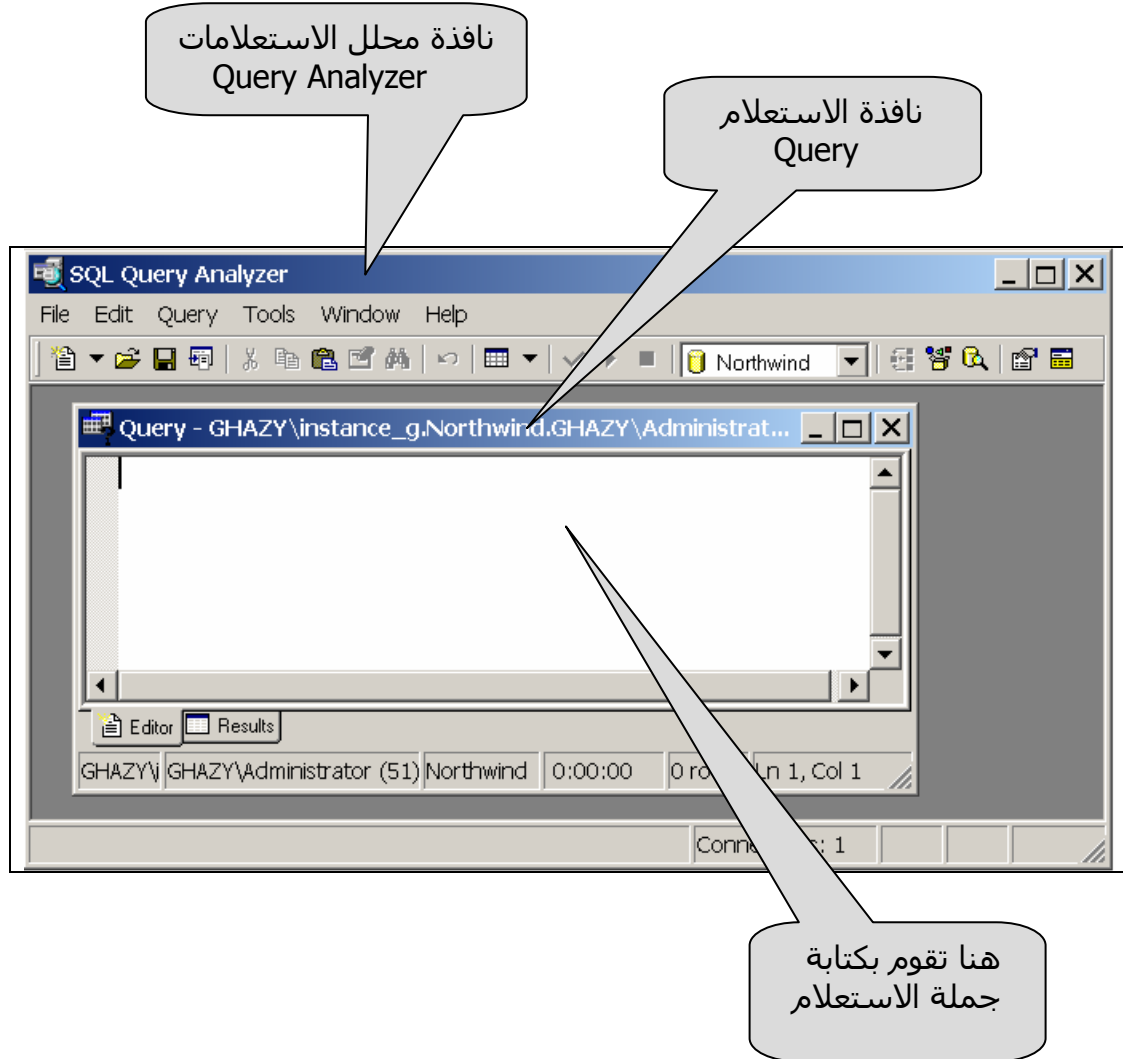 نافذة محلل الاستعلامات
Query Analyzer
نافذة الاستعلام
Query
SQL Query Analyzer
File Edit Query Tools Window Help
Northwind
Query - GHAZY\instance_g.Northwind.GHAZY\Administrat...
Editor Results
GHAZY\i GHAZY\Administrator (51) Northwind 0:00:00 0 Ln 1, Col 1
1
هنا تقوم بكتابة
جملة الاستعلام